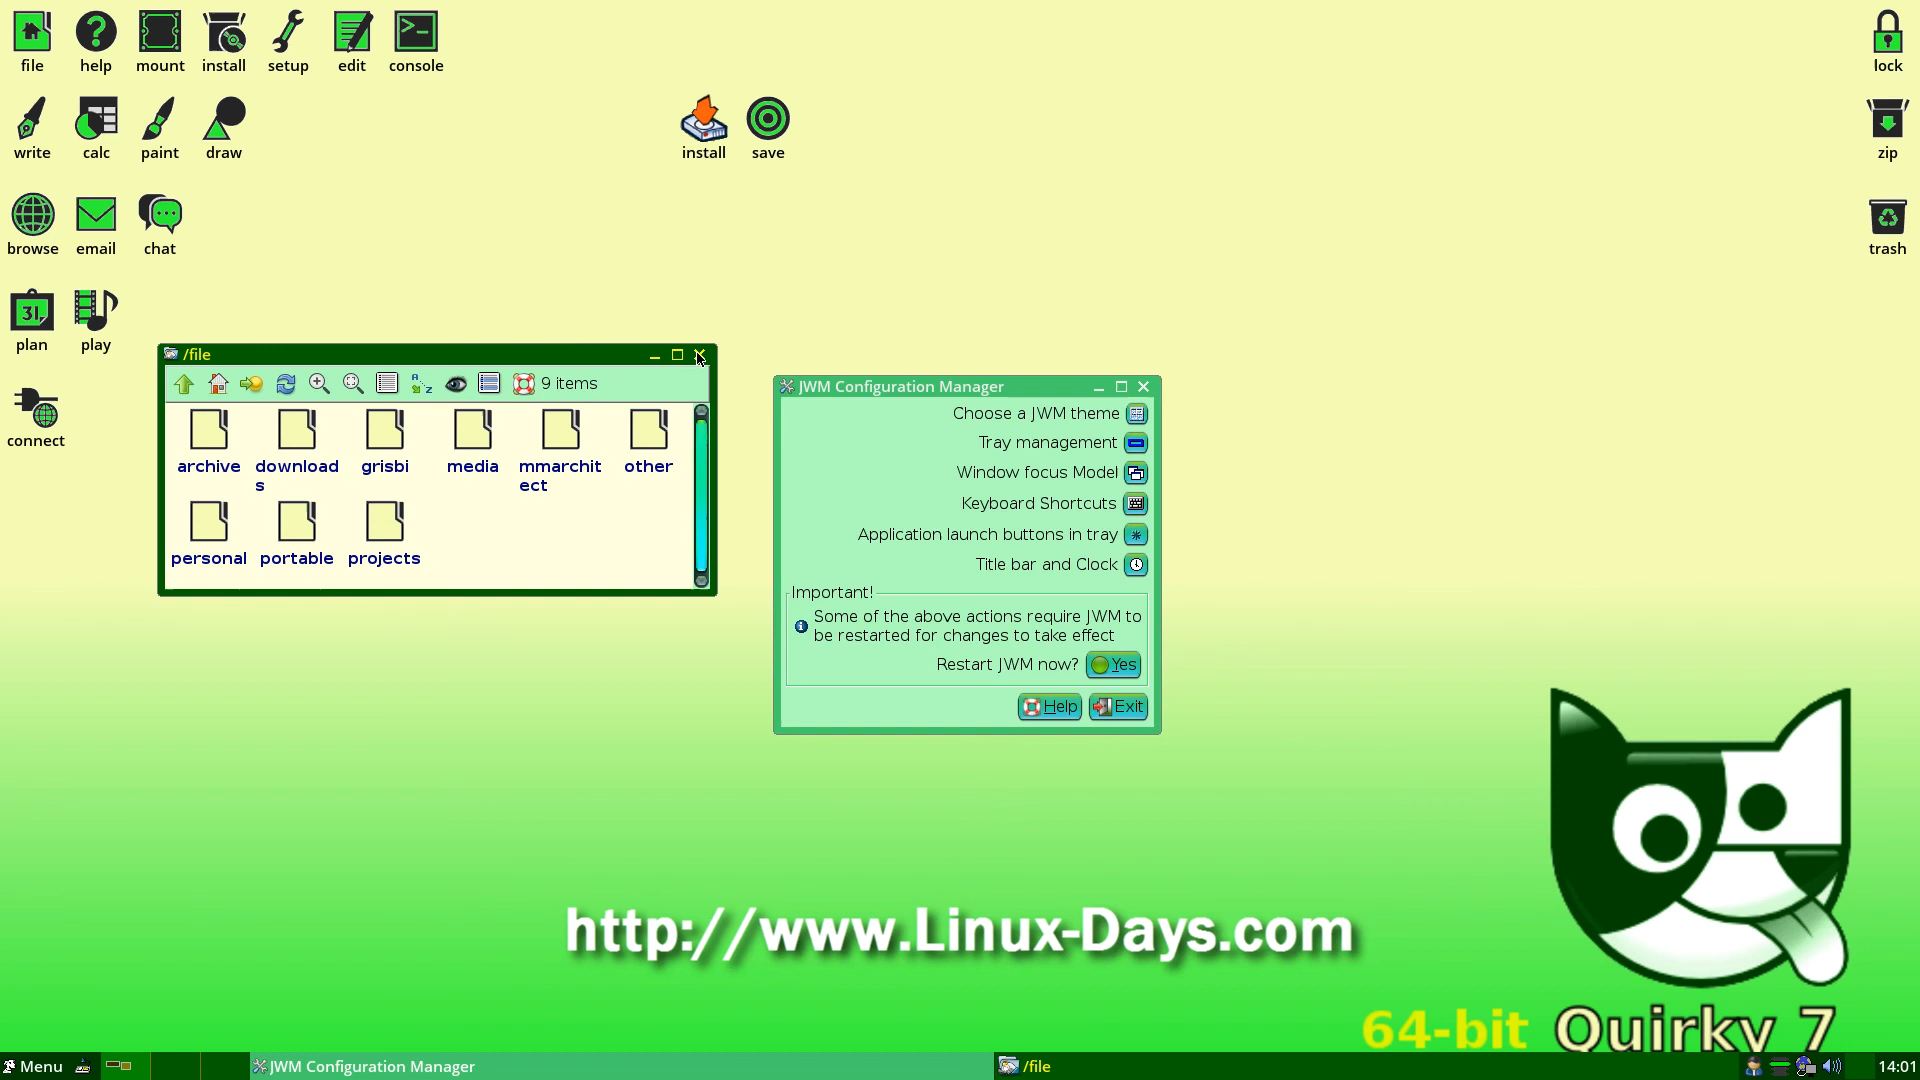 file help mount install setup edit console lock
write calc paint draw install save zip
browse email chat trash
31
plan play
connect
/file
A Z 9 items
archive download grisbi media mmarchit other
s ect
personal portable projects
JWM Configuration Manager
Choose a JWM theme
Tray management
Window focus Model
Keyboard Shortcuts
Application launch buttons in tray
Title bar and Clock
Important!
Some of the above actions require JWM to
be restarted for changes to take effect
Restart JWM now? Yes
Help Exit
http://www.Linux-Days.com
64-bit Quirky 7
Menu JWM Configuration Manager /file 14:01